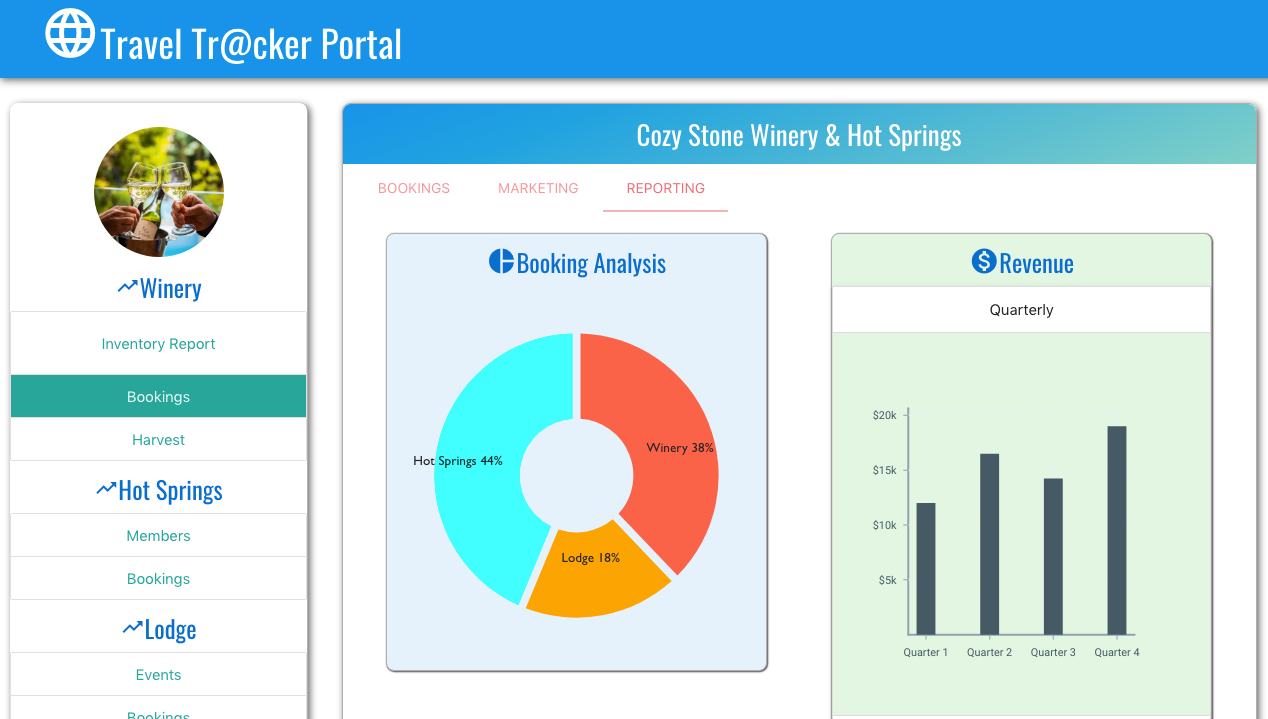 Travel Tr@cker Portal
Winery
Inventory Report
Bookings
Harvest
Hot Springs
Members
Bookings
Lodge
Events
Bookings
Cozy Stone Winery & Hot Springs
BOOKINGS MARKETING REPORTING
Booking Analysis
Hot Springs 44%
Winery 38%
Lodge 18%
Revenue
Quarterly
$20k
$15k
$10k
$5k
Quarter 1 Quarter 2 Quarter 3 Quarter 4